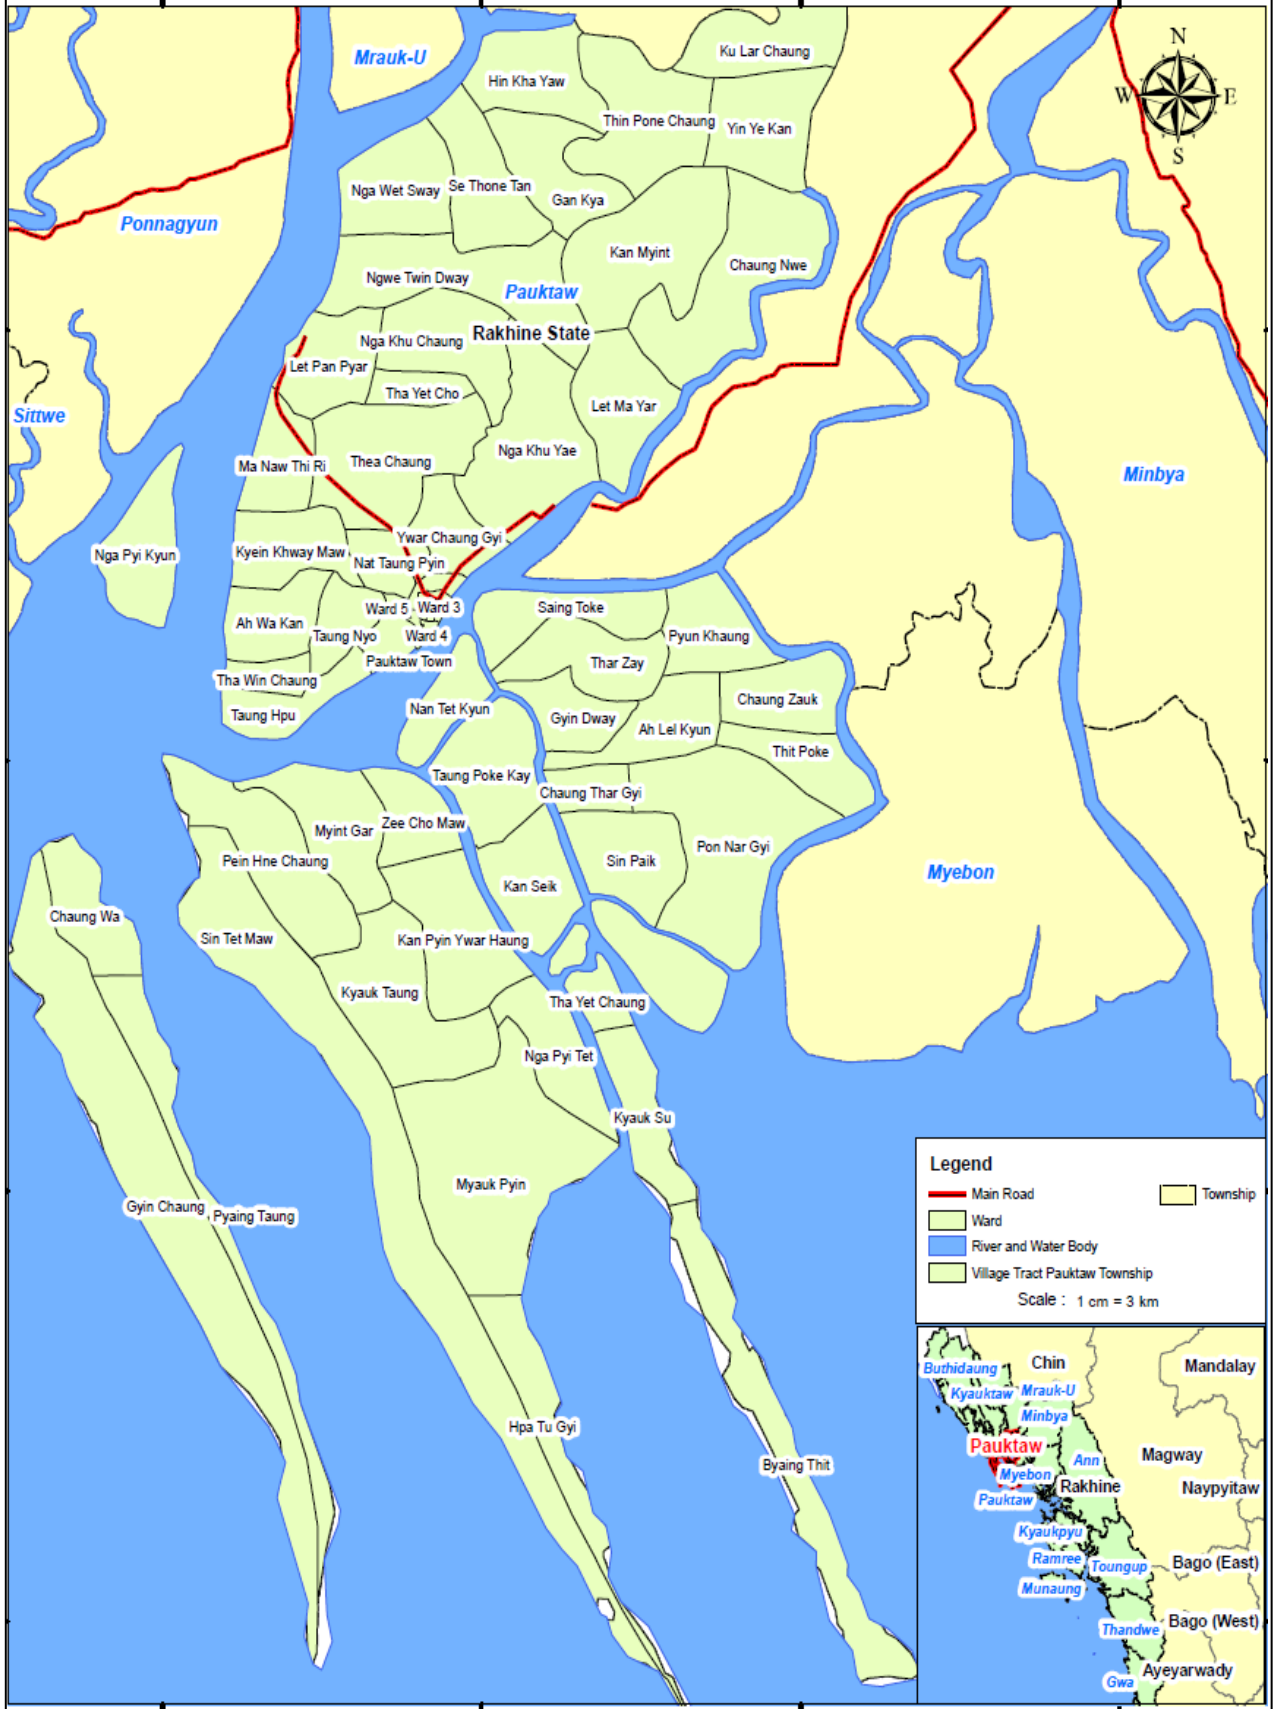 Mrauk-U
Ku Lar Chaung
N
W
E
S
Hin Kha Yaw
Thin Pone Chaung
Yin Ye Kan
Nga Wet Sway
Se Thone Tan
Gan Kya
Ponnagyun
Kan Myint
Chaung Nwe
Ngwe Twin Dway
Pauktaw
Rakhine State
Nga Khu Chaung
Let Pan Pyar
Tha Yet Cho
Let Ma Yar
Sittwe
Nga Khu Yae
Thea Chaung
Ma Naw Thi Ri
Minbya
Ywar Chaung Gyi
Nga Pyi Kyun
Kyein Khway Maw
Nat Taung Pyin
Ward 5
Ward 3
Saing Toke
Ah Wa Kan
Taung Nyo
Ward 4
Pyun Khaung
Pauktaw Town
Thar Zay
Tha Win Chaung
Chaung Zauk
Nan Tet Kyun
Taung Hpu
Gyin Dway
Ah Lel Kyun
Thit Poke
Taung Poke Kay
Chaung Thar Gyi
Myint Gar
Zee Cho Maw
Pon Nar Gyi
Pein Hne Chaung
Sin Paik
Myebon
Kan Seik
Chaung Wa
Sin Tet Maw
Kan Pyin Ywar Haung
Kyauk Taung
Tha Yet Chaung
Nga Pyi Tet
Kyauk Su
Myauk Pyin
Gyin Chaung
Pyaing Taung
Hpa Tu Gyi
Byaing Thit
Legend
Main Road
Township
Ward
River and Water Body
Village Tract Pauktaw Township
Scale : 1 cm = 3 km
Buthidaung
Chin
Mandalay
Kyauktaw
Mrauk-U
Minbya
Pauktaw
Ann
Magway
Myebon
Rakhine
Naypyitaw
Pauktaw
Kyaukpyu
Ramree
Toungup
Bago (East)
Munaung
Thandwe
Bago (West)
Gwa
Ayeyarwady